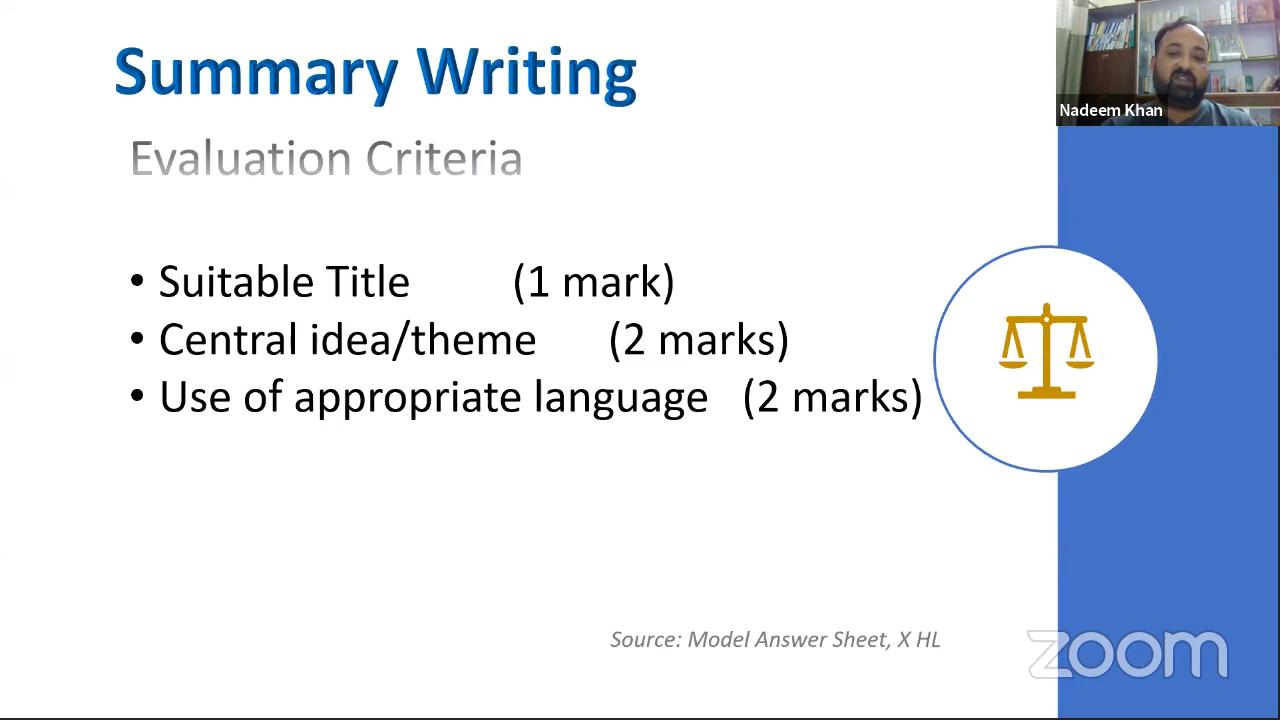 Summary Writing
Nadeem Khan
Evaluation Criteria
• Suitable Title (1 mark)
• Central idea/theme (2 marks)
• Use of appropriate language (2 marks)
Source: Model Answer Sheet, X HL
zoom